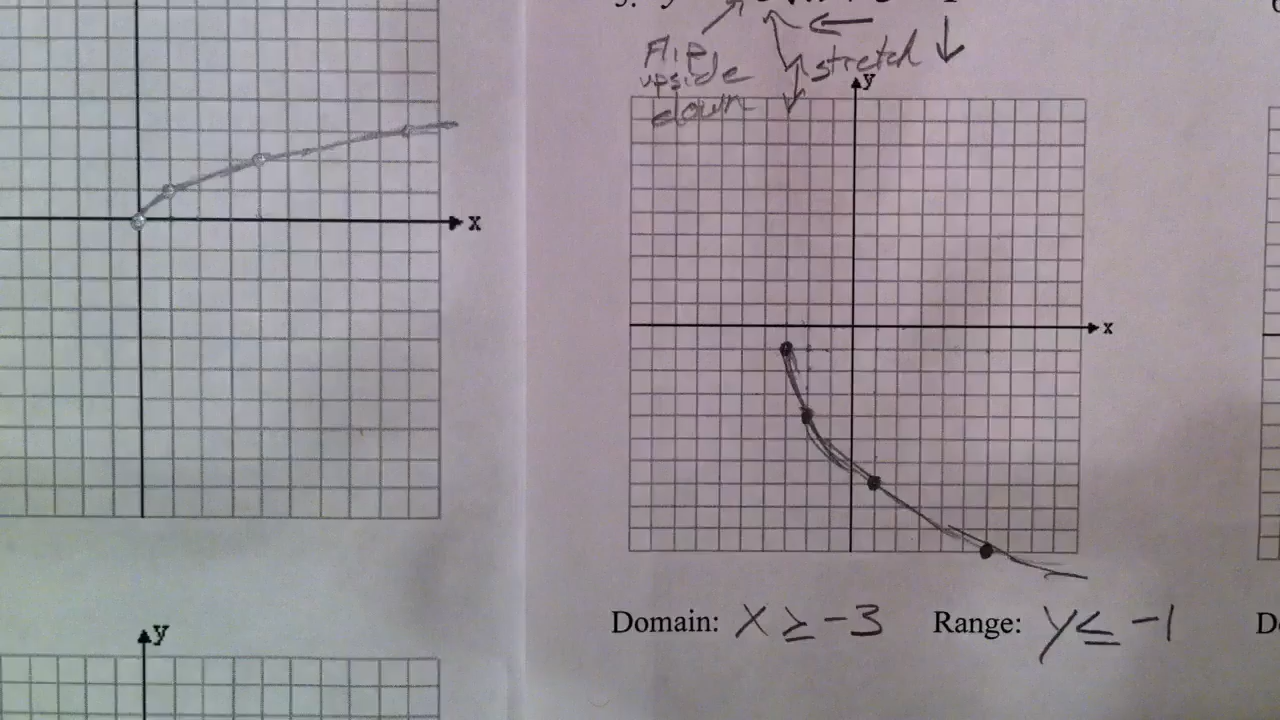 Flip
upside
down
stretch
y
x
x
Domain: x ≥ -3 Range: y ≤ -1
y